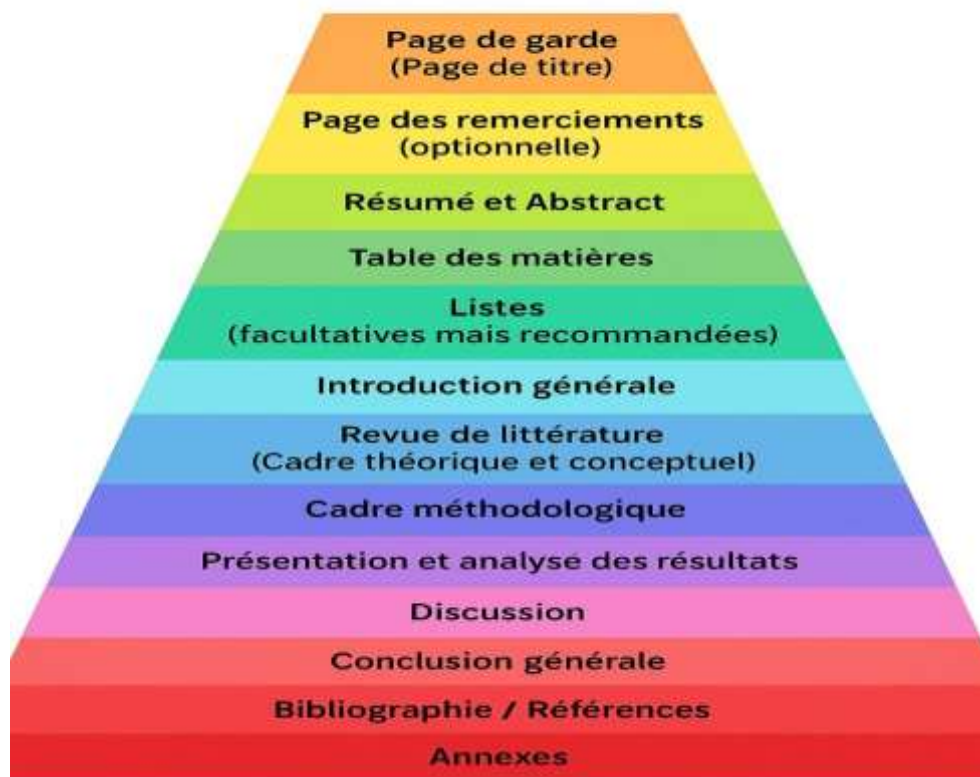 Page de garde
(Page de titre)
Page des remerciements
(optionnelle)
Résumé et Abstract
Table des matières
Listes
(facultatives mais recommandées)
Introduction générale
Revue de littérature
(Cadre théorique et conceptuel)
Cadre méthodologique
Présentation et analyse des résultats
Discussion
Conclusion générale
Bibliographie / Références
Annexes